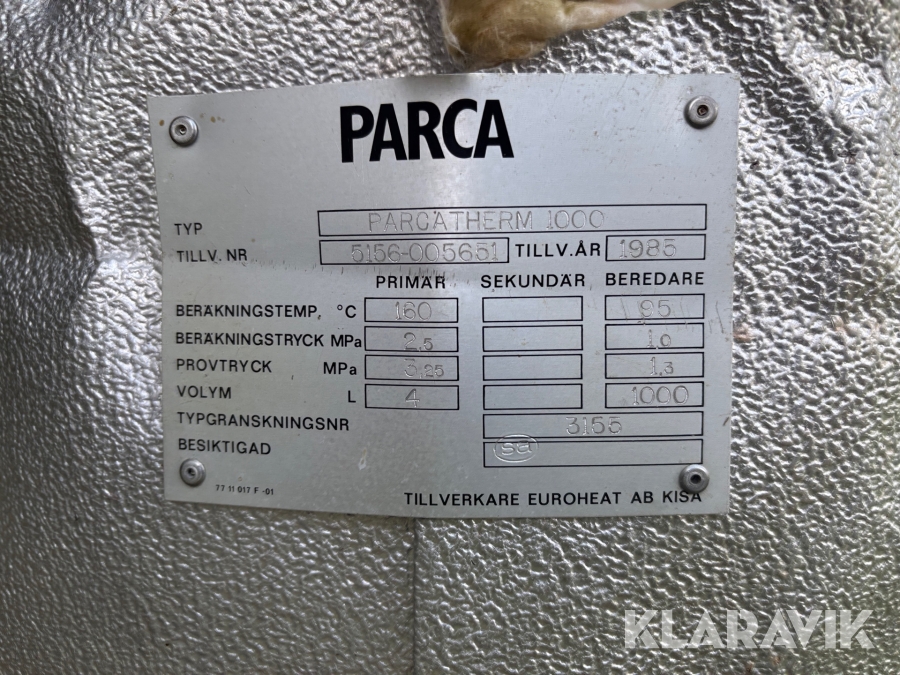 PARCA
TYP PARCATHERM 1000
TILLV. NR 5156-005651 TILLV. ÅR 1985
PRIMÄR SEKUNDÄR BEREDARE
BERÄKNINGSTEMP, °C 160 95
BERÄKNINGSTRYCK MPa 2.5 1.0
PROVTRYCK MPa 3.25 1.3
VOLYM L 4 1000
TYPGRANSKNINGSNR 3155
BESIKTIGAD sa
77 11 017 F -01
TILLVERKARE EUROHEAT AB KISA
KLARAVIK